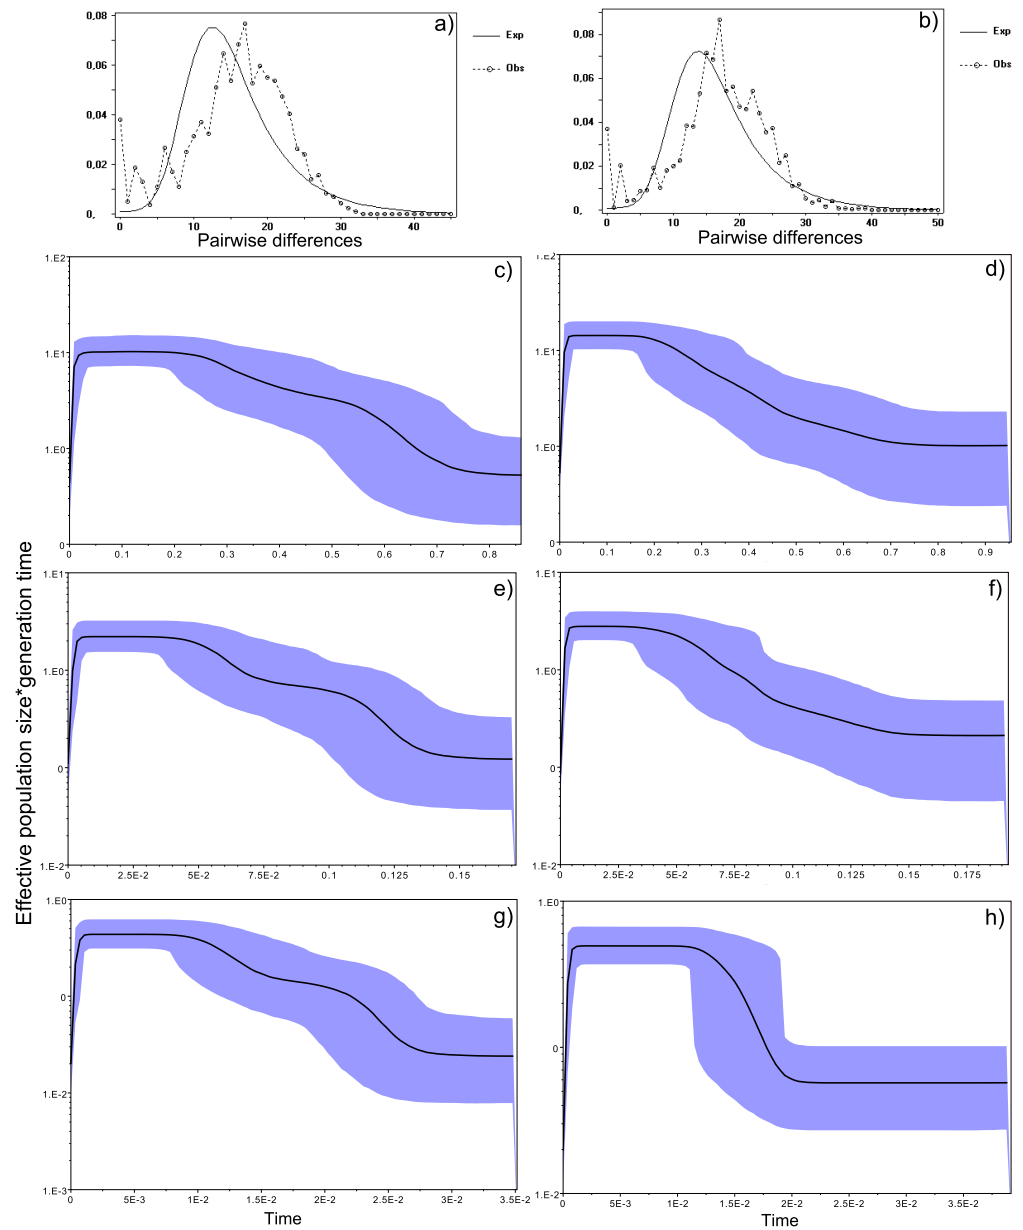 a)
0,08
0,06
0,04
0,02
0,
Exp
Obs
0 10 20 30 40
Pairwise differences
b)
0,08
0,06
0,04
0,02
0,
Exp
Obs
0 10 20 30 40 50
Pairwise differences
Effective population size*generation time
c)
1.E2
1.E1
1.E0
0
0 0.1 0.2 0.3 0.4 0.5 0.6 0.7 0.8
d)
1.E2
1.E1
1.E0
0
0 0.1 0.2 0.3 0.4 0.5 0.6 0.7 0.8 0.9
e)
1.E1
1.E0
0
1.E-2
0 2.5E-2 5E-2 7.5E-2 0.1 0.125 0.15
f)
1.E1
1.E0
0
1.E-2
0 2.5E-2 5E-2 7.5E-2 0.1 0.125 0.15 0.175
g)
1.E0
0
1.E-2
1.E-3
0 5E-3 1E-2 1.5E-2 2E-2 2.5E-2 3E-2 3.5E-2
Time
h)
1.E0
0
1.E-2
0 5E-3 1E-2 1.5E-2 2E-2 2.5E-2 3E-2 3.5E-2
Time